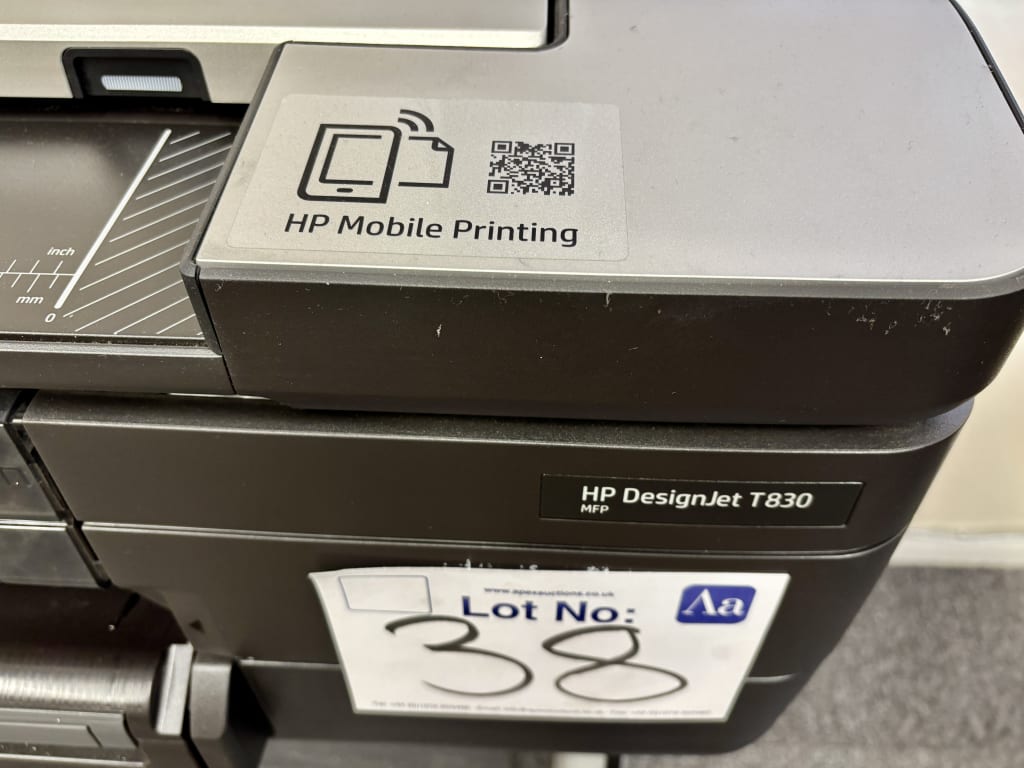 HP Mobile Printing
inch
mm
0
HP DesignJet T830
MFP
www.apexauctions.co.uk
Lot No:
Aa
38